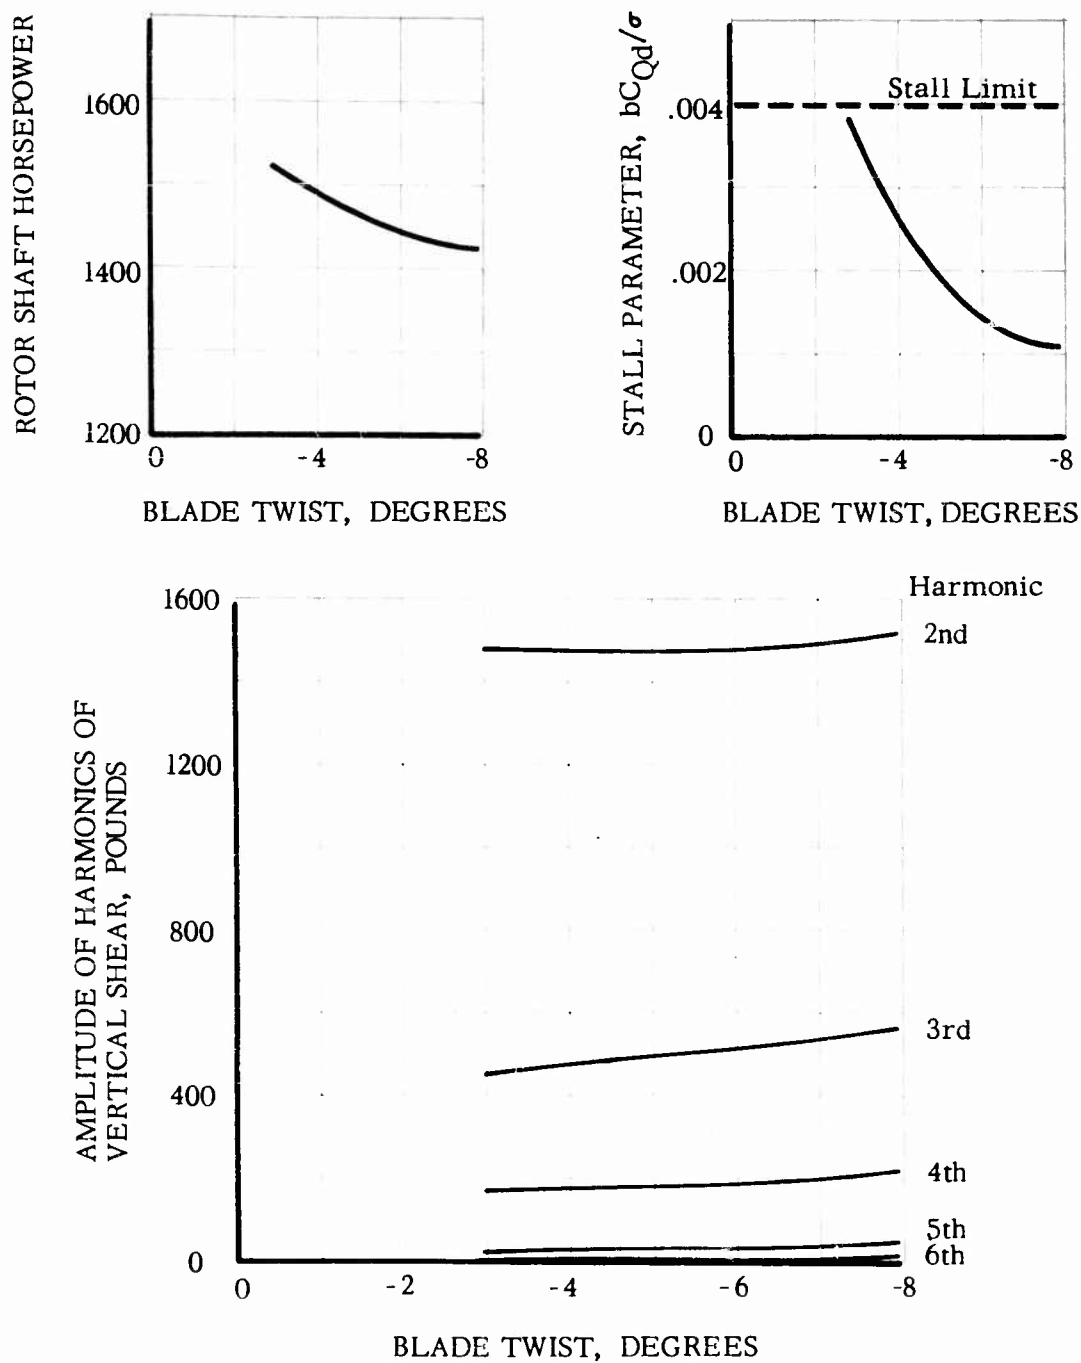 ROTOR SHAFT HORSEPOWER
1600
1400
1200
0
-4
-8
BLADE TWIST, DEGREES
STALL PARAMETER, bC_Qd/σ
Stall Limit
.004
.002
0
0
-4
-8
BLADE TWIST, DEGREES
AMPLITUDE OF HARMONICS OF
VERTICAL SHEAR, POUNDS
1600
1200
800
400
0
Harmonic
2nd
3rd
4th
5th
6th
0
-2
-4
-6
-8
BLADE TWIST, DEGREES